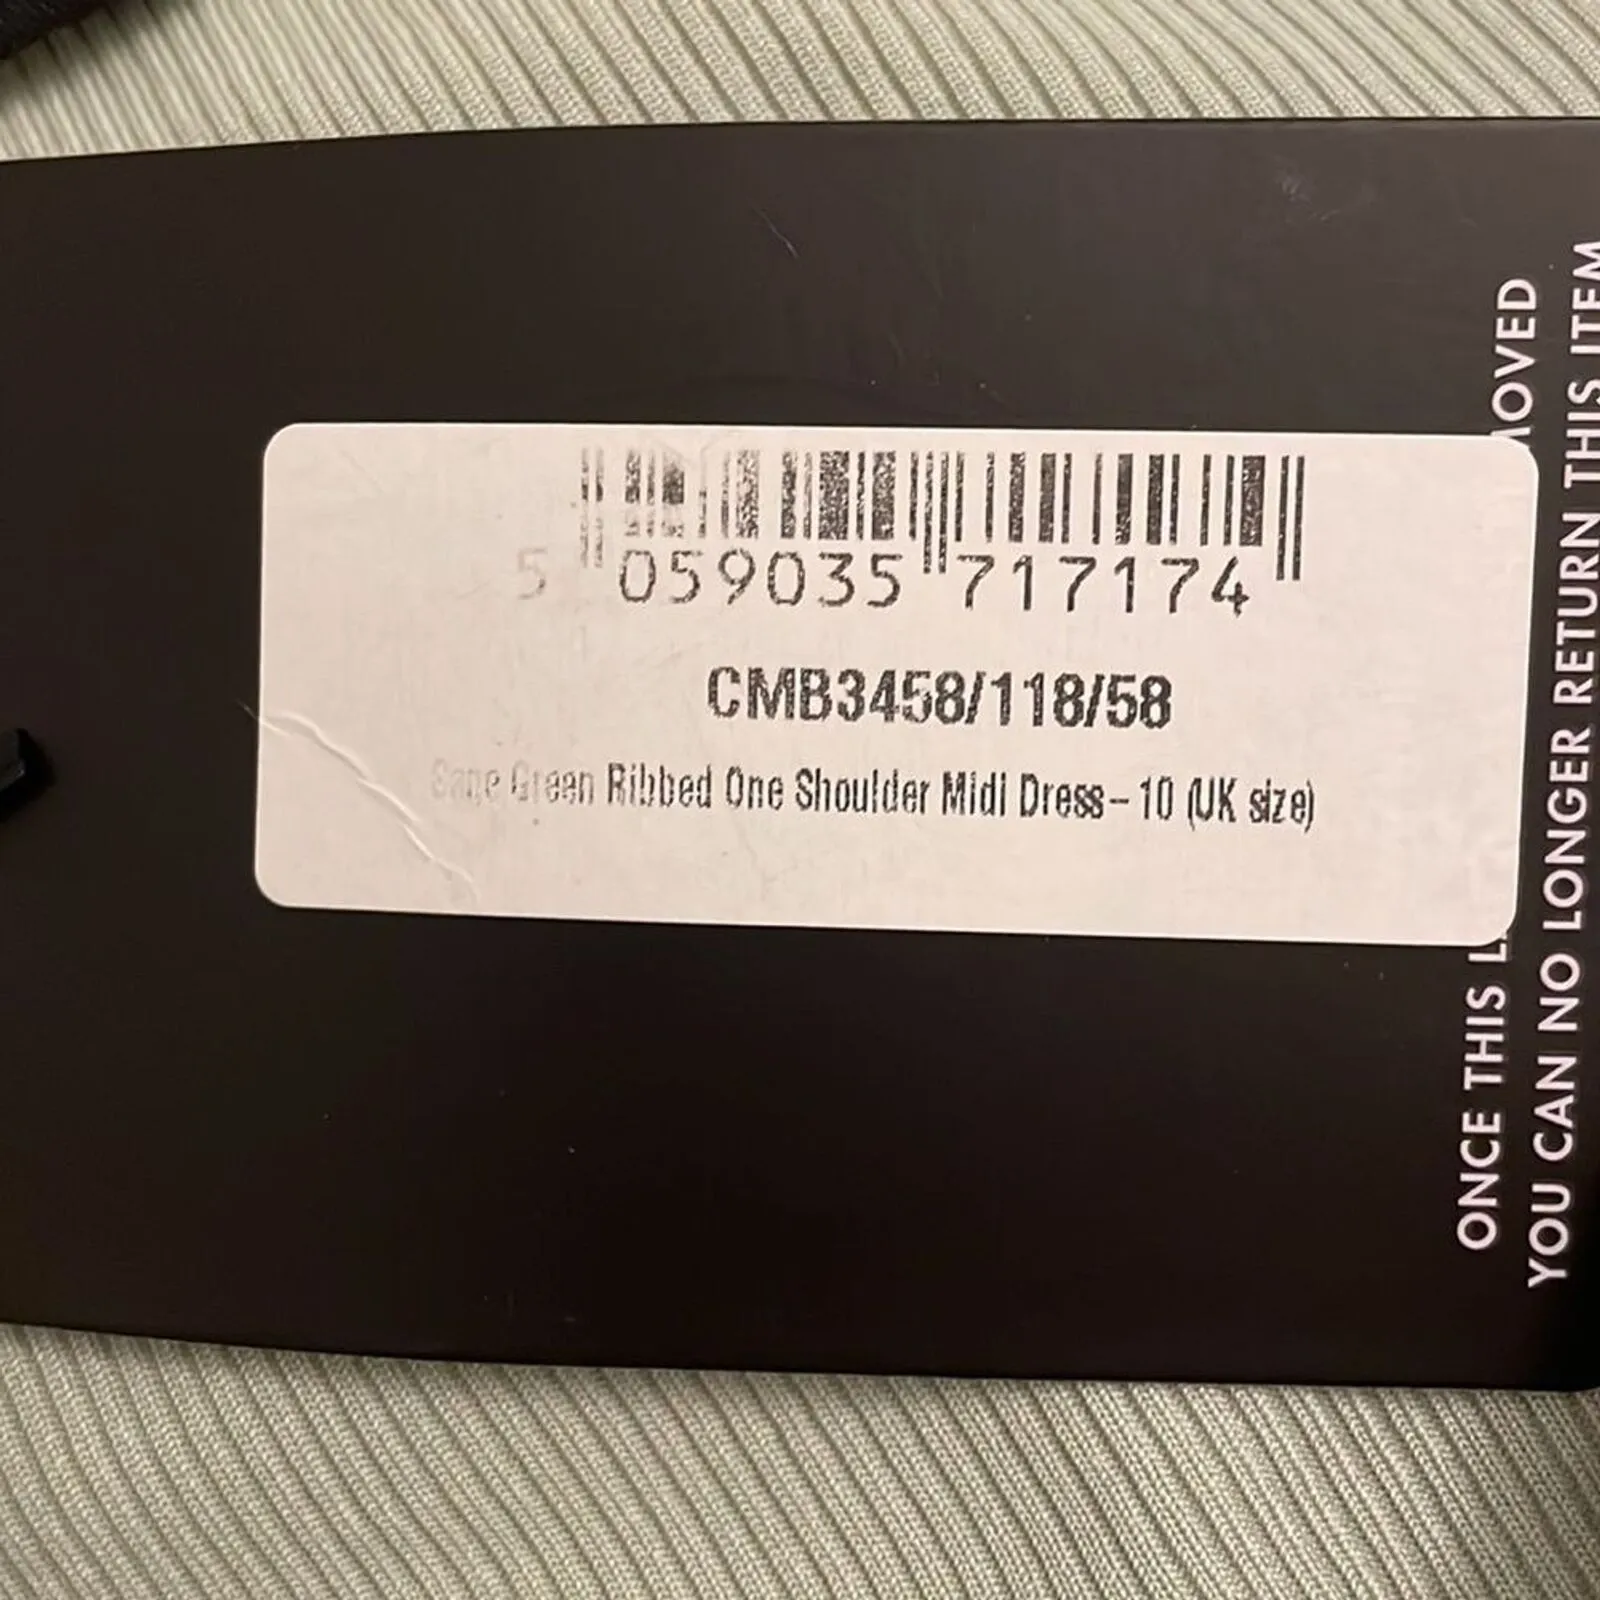 5 059035 717174
CMB3458/118/58
Sage Green Ribbed One Shoulder Midi Dress - 10 (UK size)
ONCE THIS
YOU CAN NO LONGER RETURN THIS ITEM